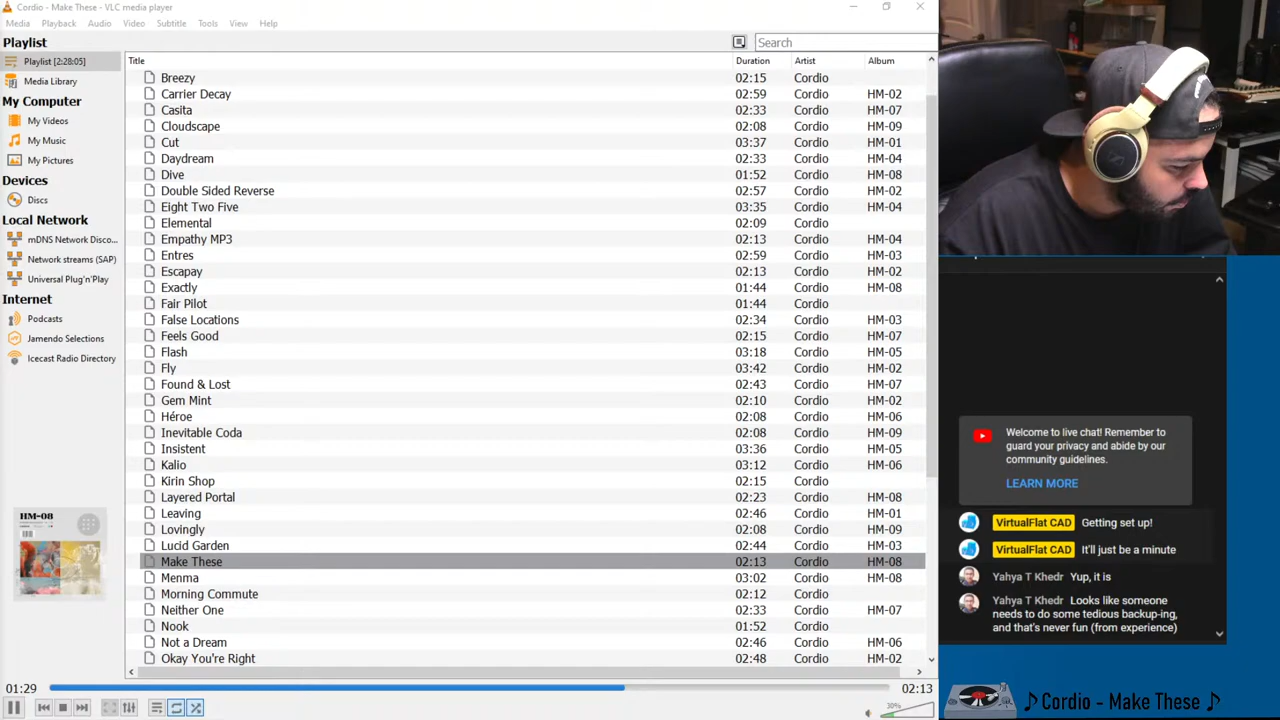 Cordio - Make These - VLC media player
Media Playback Audio Video Subtitle Tools View Help
Playlist
Playlist [2:28:05]
Media Library
My Computer
My Videos
My Music
My Pictures
Devices
Discs
Local Network
mDNS Network Disco...
Network streams (SAP)
Universal Plug'n'Play
Internet
Podcasts
Jamendo Selections
Icecast Radio Directory
HM-08
Search
Title Duration Artist Album
Breezy 02:15 Cordio
Carrier Decay 02:59 Cordio HM-02
Casita 02:33 Cordio HM-07
Cloudscape 02:08 Cordio HM-09
Cut 03:37 Cordio HM-01
Daydream 02:33 Cordio HM-04
Dive 01:52 Cordio HM-08
Double Sided Reverse 02:57 Cordio HM-02
Eight Two Five 03:35 Cordio HM-04
Elemental 02:09 Cordio
Empathy MP3 02:13 Cordio HM-04
Entres 02:59 Cordio HM-03
Escapay 02:13 Cordio HM-02
Exactly 01:44 Cordio HM-08
Fair Pilot 01:44 Cordio
False Locations 02:34 Cordio HM-03
Feels Good 02:15 Cordio HM-07
Flash 03:18 Cordio HM-05
Fly 03:42 Cordio HM-02
Found & Lost 02:43 Cordio HM-07
Gem Mint 02:10 Cordio HM-02
Héroe 02:08 Cordio HM-06
Inevitable Coda 02:08 Cordio HM-09
Insistent 03:36 Cordio HM-05
Kalio 03:12 Cordio HM-06
Kirin Shop 02:15 Cordio
Layered Portal 02:23 Cordio HM-08
Leaving 02:46 Cordio HM-01
Lovingly 02:08 Cordio HM-09
Lucid Garden 02:44 Cordio HM-03
Make These 02:13 Cordio HM-08
Menma 03:02 Cordio HM-08
Morning Commute 02:12 Cordio
Neither One 02:33 Cordio HM-07
Nook 01:52 Cordio
Not a Dream 02:46 Cordio HM-06
Okay You're Right 02:48 Cordio HM-02
01:29 02:13
30%
Welcome to live chat! Remember to
guard your privacy and abide by our
community guidelines.
LEARN MORE
VirtualFlat CAD Getting set up!
VirtualFlat CAD It'll just be a minute
Yahya T Khedr Yup, it is
Yahya T Khedr Looks like someone
needs to do some tedious backup-ing,
and that's never fun (from experience)
♪ Cordio - Make These ♪